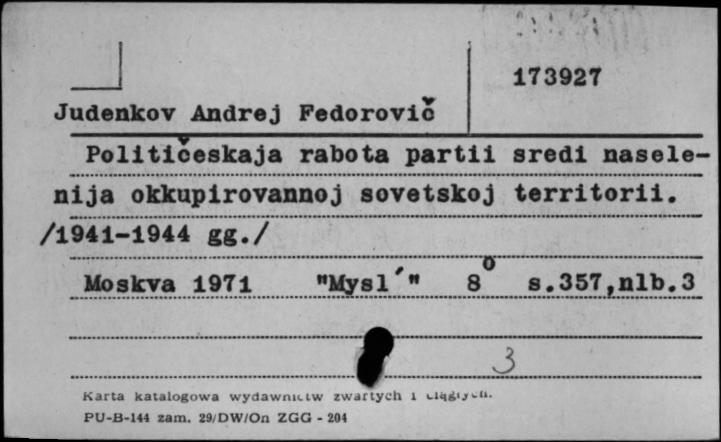 173927
Judenkov Andrej Fedorovič
Političeskaja rabota partii sredi nasele-
nija okkupirovannoj sovetskoj territorii.
/1941-1944 gg./
Moskva 1971 "Mysl´" 8° s.357,nlb.3
3
Karta katalogowa wydawnictw zwartych i ciągłych.
PU-B-144 zam. 29/DW/On ZGG - 204